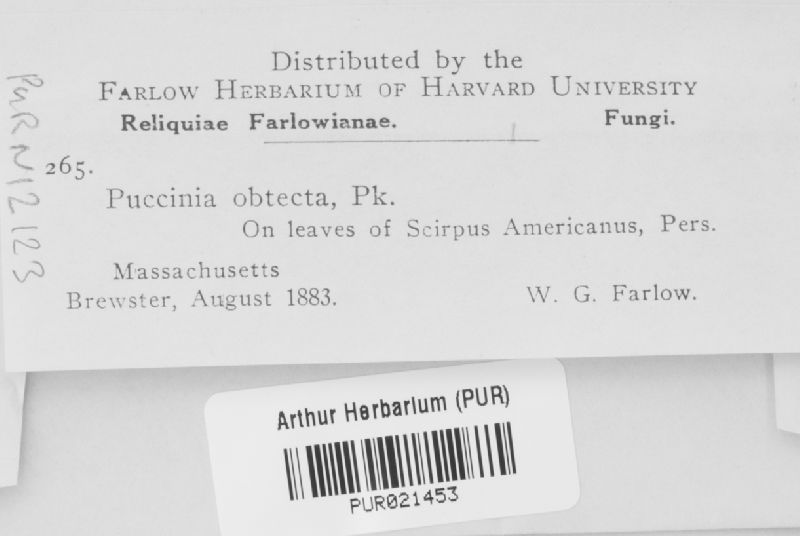 Distributed by the
FARLOW HERBARIUM OF HARVARD UNIVERSITY
Reliquiae Farlowianae. Fungi.
265.
Puccinia obtecta, Pk.
On leaves of Scirpus Americanus, Pers.
Massachusetts
Brewster, August 1883. W. G. Farlow.
PUR N12123
Arthur Herbarium (PUR)
PUR021453